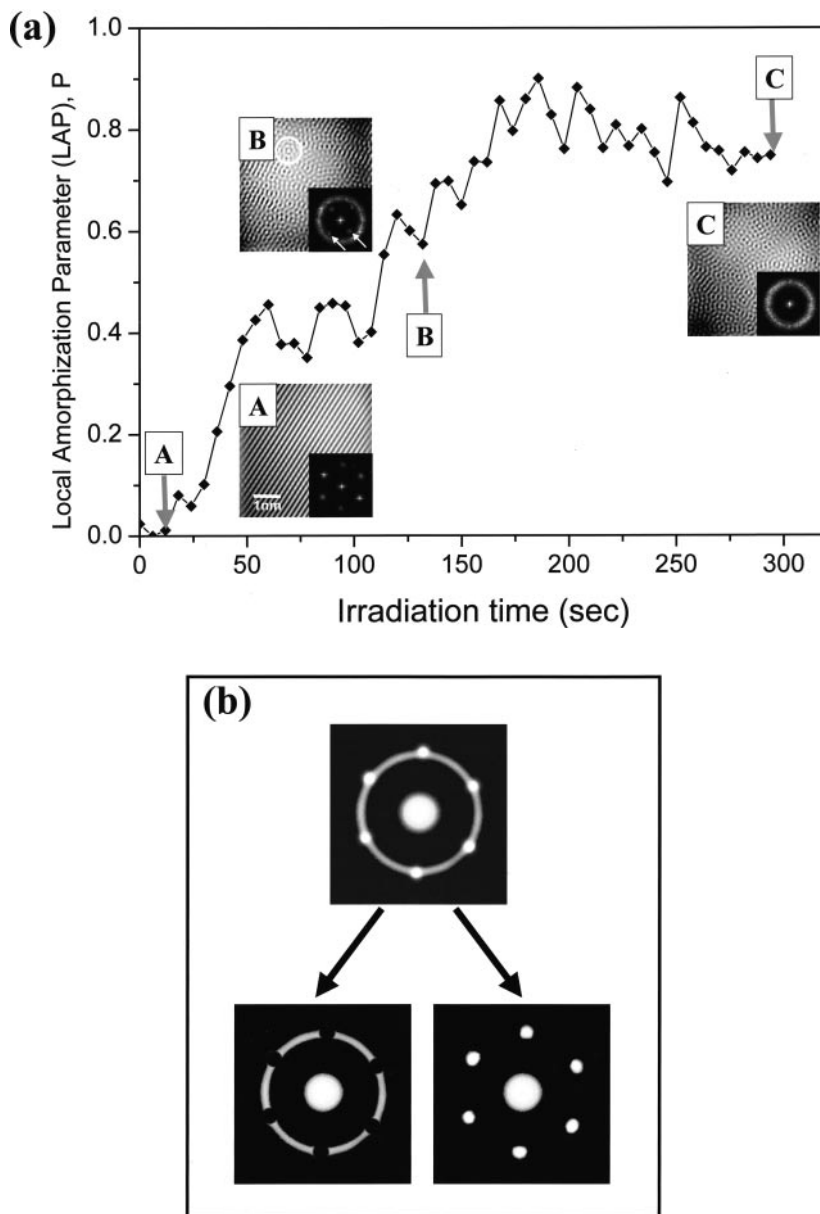 (a)
Local Amorphization Parameter (LAP), P
1.0
0.8
0.6
0.4
0.2
0.0
B
C
C
B
A
A
1nm
0 50 100 150 200 250 300
Irradiation time (sec)
(b)